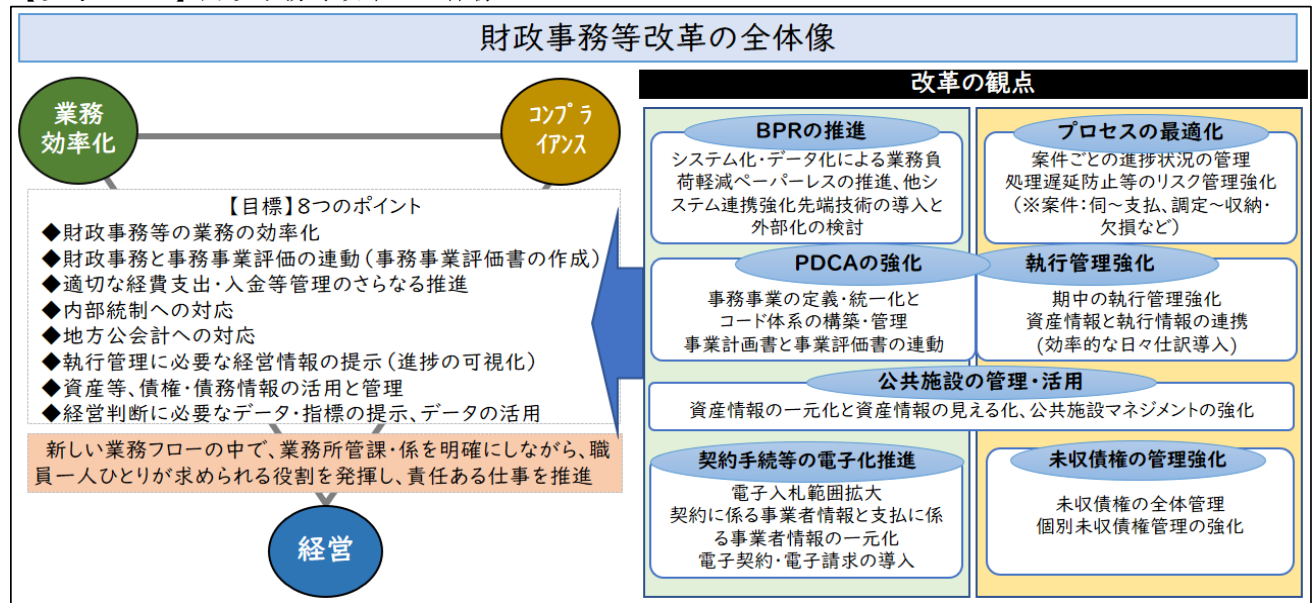 財政事務等改革の全体像
業務
効率化
コンプラ
イアンス
【目標】8つのポイント
◆財政事務等の業務の効率化
◆財政事務と事務事業評価の連動(事務事業評価書の作成)
◆適切な経費支出・入金等管理のさらなる推進
◆内部統制への対応
◆地方公会計への対応
◆執行管理に必要な経営情報の提示(進捗の可視化)
◆資産等、債権・債務情報の活用と管理
◆経営判断に必要なデータ・指標の提示、データの活用
新しい業務フローの中で、業務所管課・係を明確にしながら、職
員一人ひとりが求められる役割を発揮し、責任ある仕事を推進
経営
改革の観点
BPRの推進
システム化・データ化による業務負
荷軽減ペーパーレスの推進、他シ
ステム連携強化先端技術の導入と
外部化の検討
プロセスの最適化
案件ごとの進捗状況の管理
処理遅延防止等のリスク管理強化
(※案件:伺~支払、調定~収納・
欠損など)
PDCAの強化
事務事業の定義・統一化と
コード体系の構築・管理
事業計画書と事業評価書の連動
執行管理強化
期中の執行管理強化
資産情報と執行情報の連携
(効率的な日々仕訳導入)
公共施設の管理・活用
資産情報の一元化と資産情報の見える化、公共施設マネジメントの強化
契約手続等の電子化推進
電子入札範囲拡大
契約に係る事業者情報と支払に係
る事業者情報の一元化
電子契約・電子請求の導入
未収債権の管理強化
未収債権の全体管理
個別未収債権管理の強化